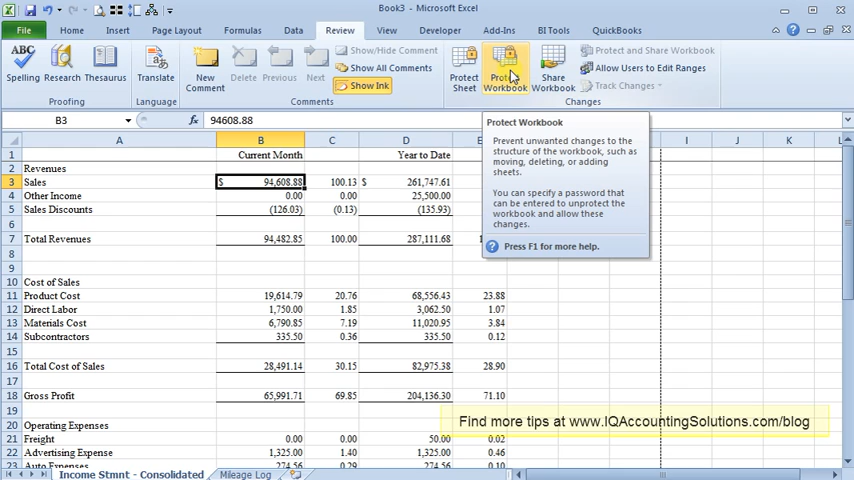 Book3 - Microsoft Excel
File Home Insert Page Layout Formulas Data Review View Developer Add-Ins BI Tools QuickBooks
ABC
Spelling Research Thesaurus
Proofing
Translate
Language
New Comment
Delete Previous Next
Show/Hide Comment
Show All Comments
Show Ink
Comments
Protect Sheet
Protect Workbook
Share Workbook
Protect and Share Workbook
Allow Users to Edit Ranges
Track Changes
Changes
B3 fx 94608.88
A B C D E I J K L
1 Current Month Year to Date
2 Revenues
3 Sales $ 94,608.88 100.13 $ 261,747.61
4 Other Income 0.00 0.00 25,500.00
5 Sales Discounts (126.03) (0.13) (135.93)
6
7 Total Revenues 94,482.85 100.00 287,111.68
8
9
10 Cost of Sales
11 Product Cost 19,614.79 20.76 68,556.43 23.88
12 Direct Labor 1,750.00 1.85 3,062.50 1.07
13 Materials Cost 6,790.85 7.19 11,020.95 3.84
14 Subcontractors 335.50 0.36 335.50 0.12
15
16 Total Cost of Sales 28,491.14 30.15 82,975.38 28.90
17
18 Gross Profit 65,991.71 69.85 204,136.30 71.10
19
20 Operating Expenses
21 Freight 0.00 0.00 50.00 0.02
22 Advertising Expense 1,325.00 1.40 1,325.00 0.46
23 Auto Expenses 274.56 0.29 274.56 0.10
Protect Workbook
Prevent unwanted changes to the
structure of the workbook, such as
moving, deleting, or adding
sheets.
You can specify a password that
can be entered to unprotect the
workbook and allow these
changes.
Press F1 for more help.
Find more tips at www.IQAccountingSolutions.com/blog
Income Stmnt - Consolidated Mileage Log